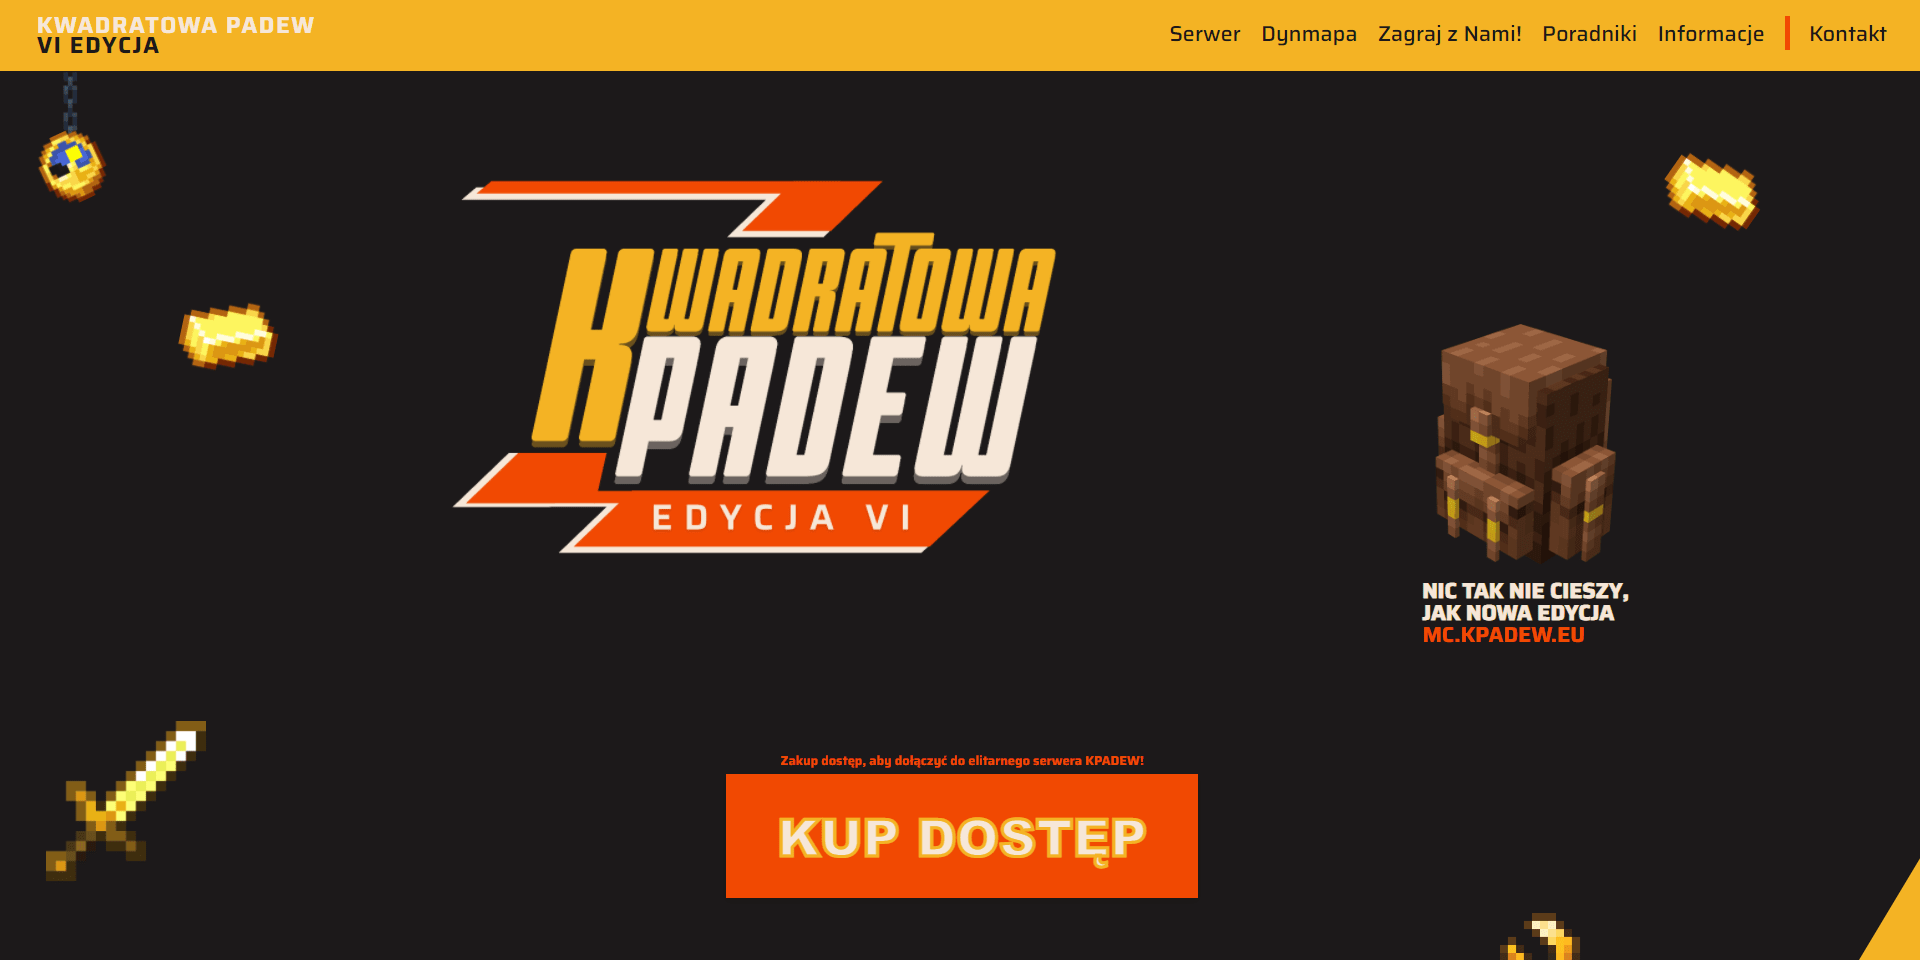 KWADRATOWA PADEW
VI EDYCJA
Serwer Dynmapa Zagraj z Nami! Poradniki Informacje Kontakt
KWADRATOWA
PADEW
EDYCJA VI
NIC TAK NIE CIESZY,
JAK NOWA EDYCJA
MC.KPADEW.EU
Zakup dostęp, aby dołączyć do elitarnego serwera KPADEW!
KUP DOSTĘP